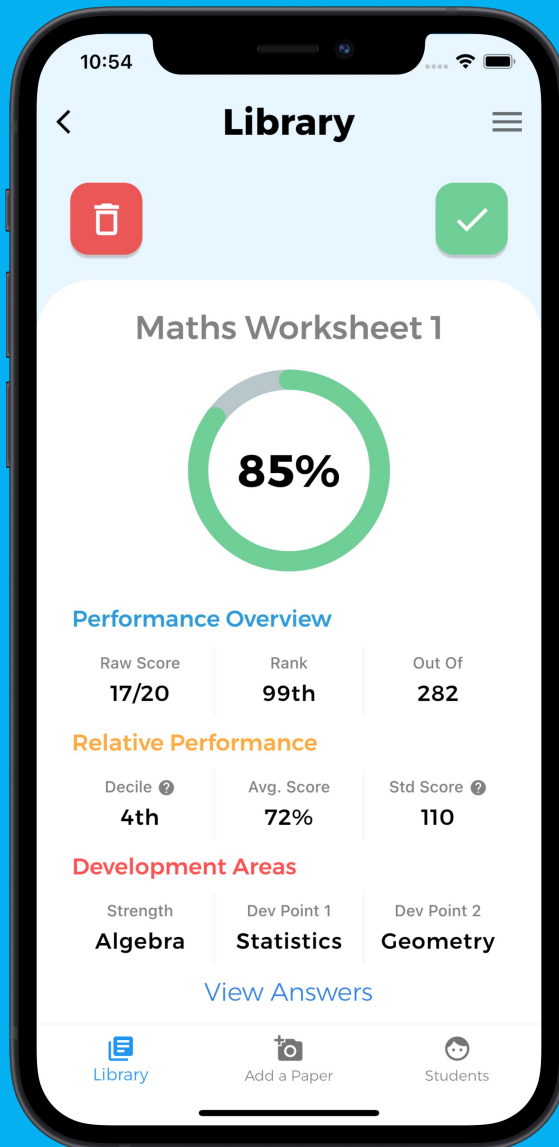 10:54
Library
Maths Worksheet 1
85%
Performance Overview
Raw Score Rank Out Of
17/20 99th 282
Relative Performance
Decile ? Avg. Score Std Score ?
4th 72% 110
Development Areas
Strength Dev Point 1 Dev Point 2
Algebra Statistics Geometry
View Answers
Library Add a Paper Students